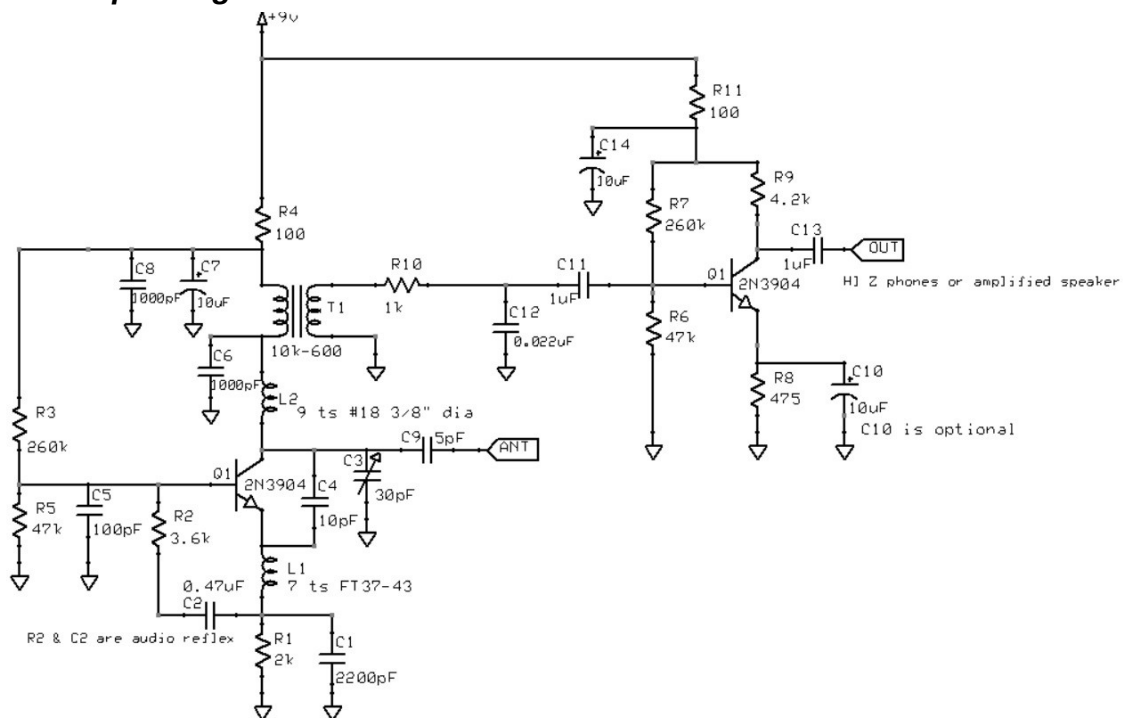 +9v
R11
100
C14
10uF
R9
4.2k
R7
260k
R4
100
C13
1uF
OUT
C8
1000pF
C7
10uF
R10
1k
C11
1uF
Q1
2N3904
HI Z phones or amplified speaker
T1
10k-600
C12
0.022uF
R6
47k
C6
1000pF
R8
475
C10
10uF
C10 is optional
L2
9 ts #18 3/8" dia
R3
260k
C9
5pF
ANT
Q1
2N3904
C3
30pF
C4
10pF
R5
47k
C5
100pF
R2
3.6k
L1
7 ts FT37-43
0.47uF
C2
R2 & C2 are audio reflex
R1
2k
C1
2200pF